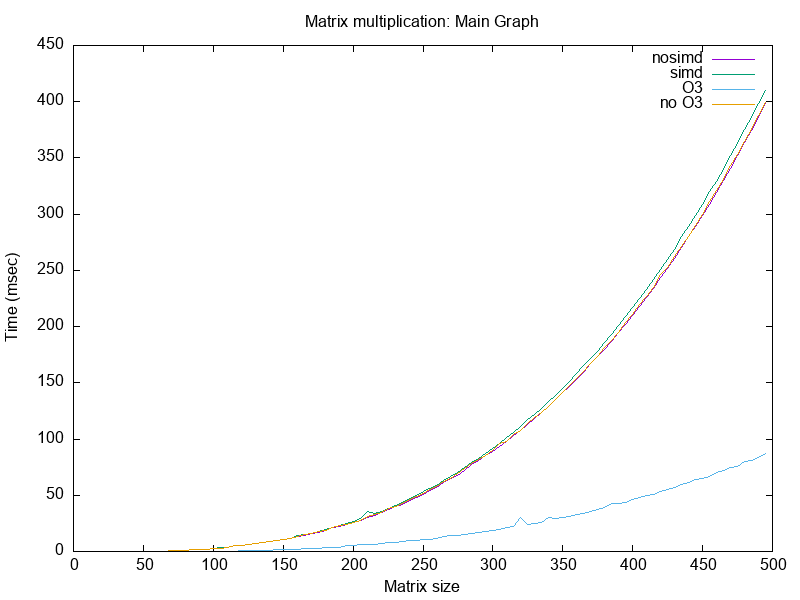 Matrix multiplication: Main Graph
450
400
350
300
250
200
150
100
50
0
Time (msec)
nosimd
simd
O3
no O3
0 50 100 150 200 250 300 350 400 450 500
Matrix size